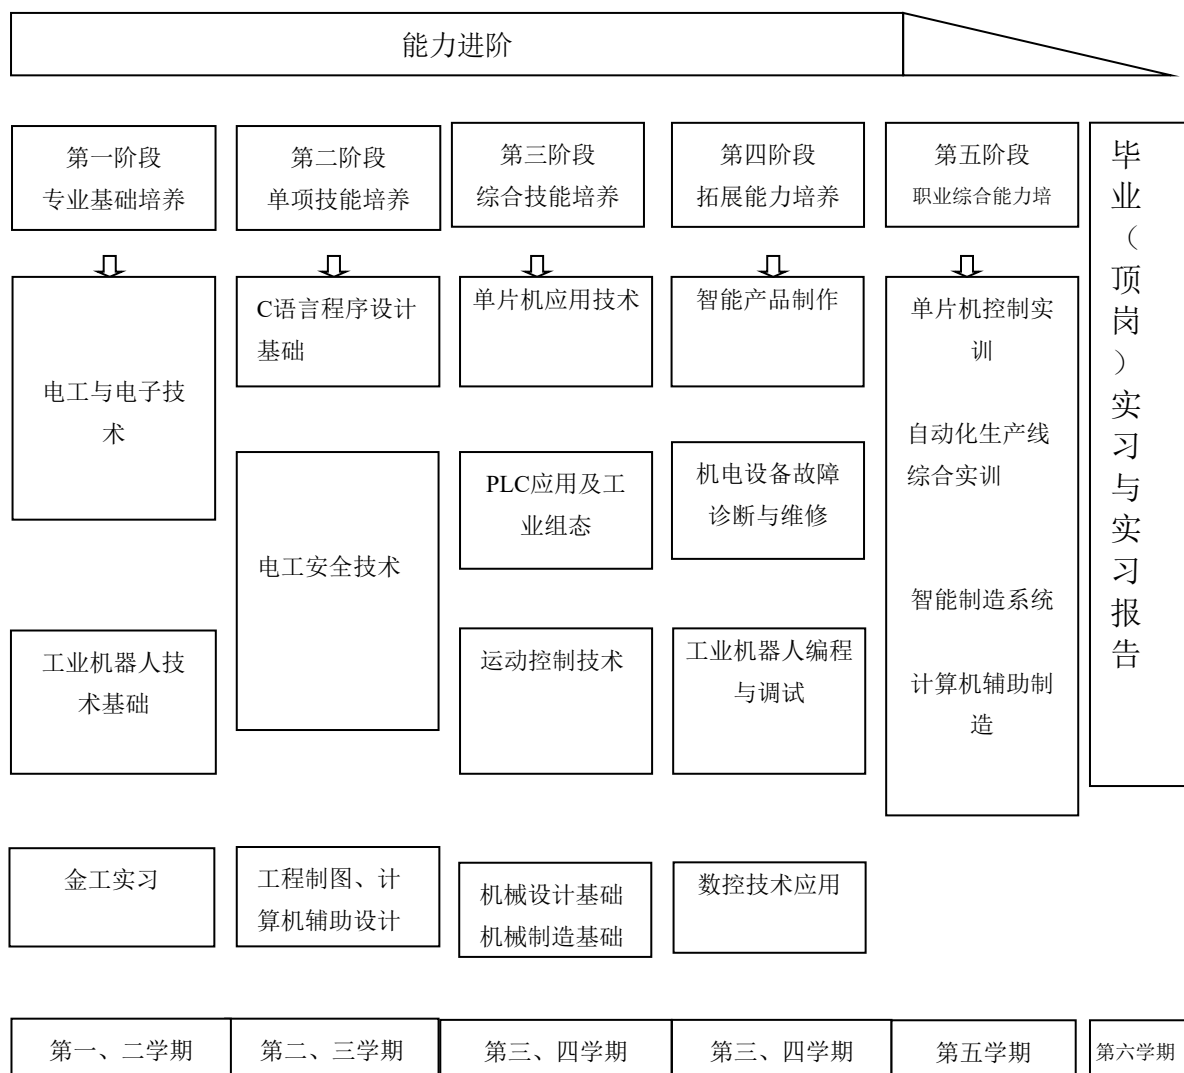 能力进阶
第一阶段
专业基础培养
第二阶段
单项技能培养
第三阶段
综合技能培养
第四阶段
拓展能力培养
第五阶段
职业综合能力培
毕业（顶岗）实习与实习报告
电工与电子技
术
工业机器人技
术基础
金工实习
C语言程序设计
基础
电工安全技术
工程制图、计
算机辅助设计
单片机应用技术
PLC应用及工
业组态
运动控制技术
机械设计基础
机械制造基础
智能产品制作
机电设备故障
诊断与维修
工业机器人编程
与调试
数控技术应用
单片机控制实
训
自动化生产线
综合实训
智能制造系统
计算机辅助制
造
第一、二学期
第二、三学期
第三、四学期
第三、四学期
第五学期
第六学期